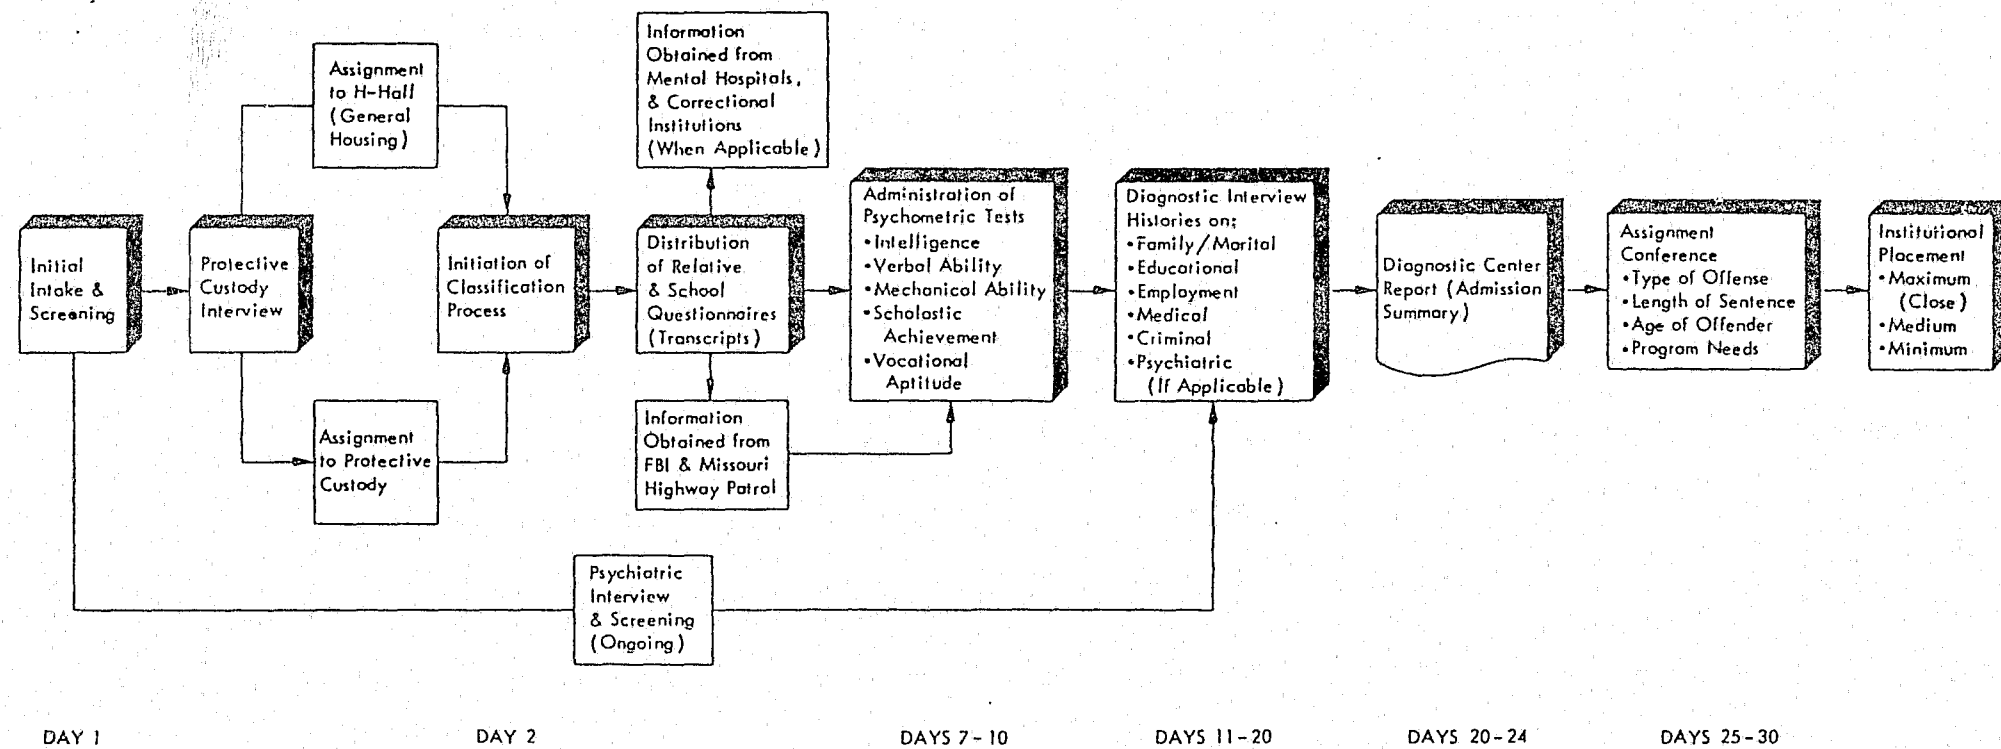 Initial
Intake &
Screening
Protective
Custody
Interview
Assignment
to H-Hall
(General
Housing)
Assignment
to Protective
Custody
Initiation of
Classification
Process
Information
Obtained from
Mental Hospitals,
& Correctional
Institutions
(When Applicable)
Distribution
of Relative
& School
Questionnaires
(Transcripts)
Information
Obtained from
FBI & Missouri
Highway Patrol
Psychiatric
Interview
& Screening
(Ongoing)
Administration of
Psychometric Tests
•Intelligence
•Verbal Ability
•Mechanical Ability
•Scholastic
Achievement
•Vocational
Aptitude
Diagnostic Interview
Histories on;
•Family/Marital
•Educational
•Employment
•Medical
•Criminal
•Psychiatric
(If Applicable)
Diagnostic Center
Report (Admission
Summary)
Assignment
Conference
•Type of Offense
•Length of Sentence
•Age of Offender
•Program Needs
Institutional
Placement
•Maximum
(Close)
•Medium
•Minimum
DAY 1
DAY 2
DAYS 7-10
DAYS 11-20
DAYS 20-24
DAYS 25-30